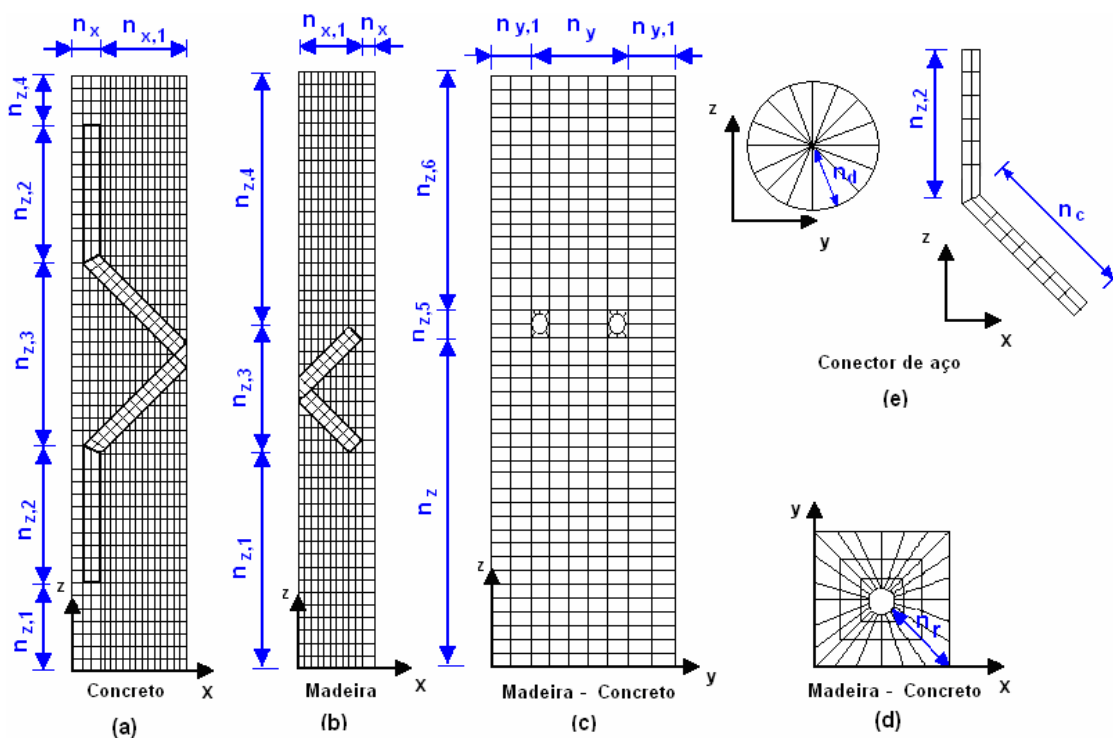 n x
n x,1
n z,4
n z,2
n z,3
n z,2
n z,1
z
x
Concreto
(a)
n x,1
n x
n z,4
n z,3
n z,1
z
x
Madeira
(b)
n y,1
n y
n y,1
n z,6
n z,5
n z
z
y
Madeira - Concreto
(c)
z
n d
y
n z,2
n c
z
x
Conector de aço
(e)
y
n r
x
Madeira - Concreto
(d)